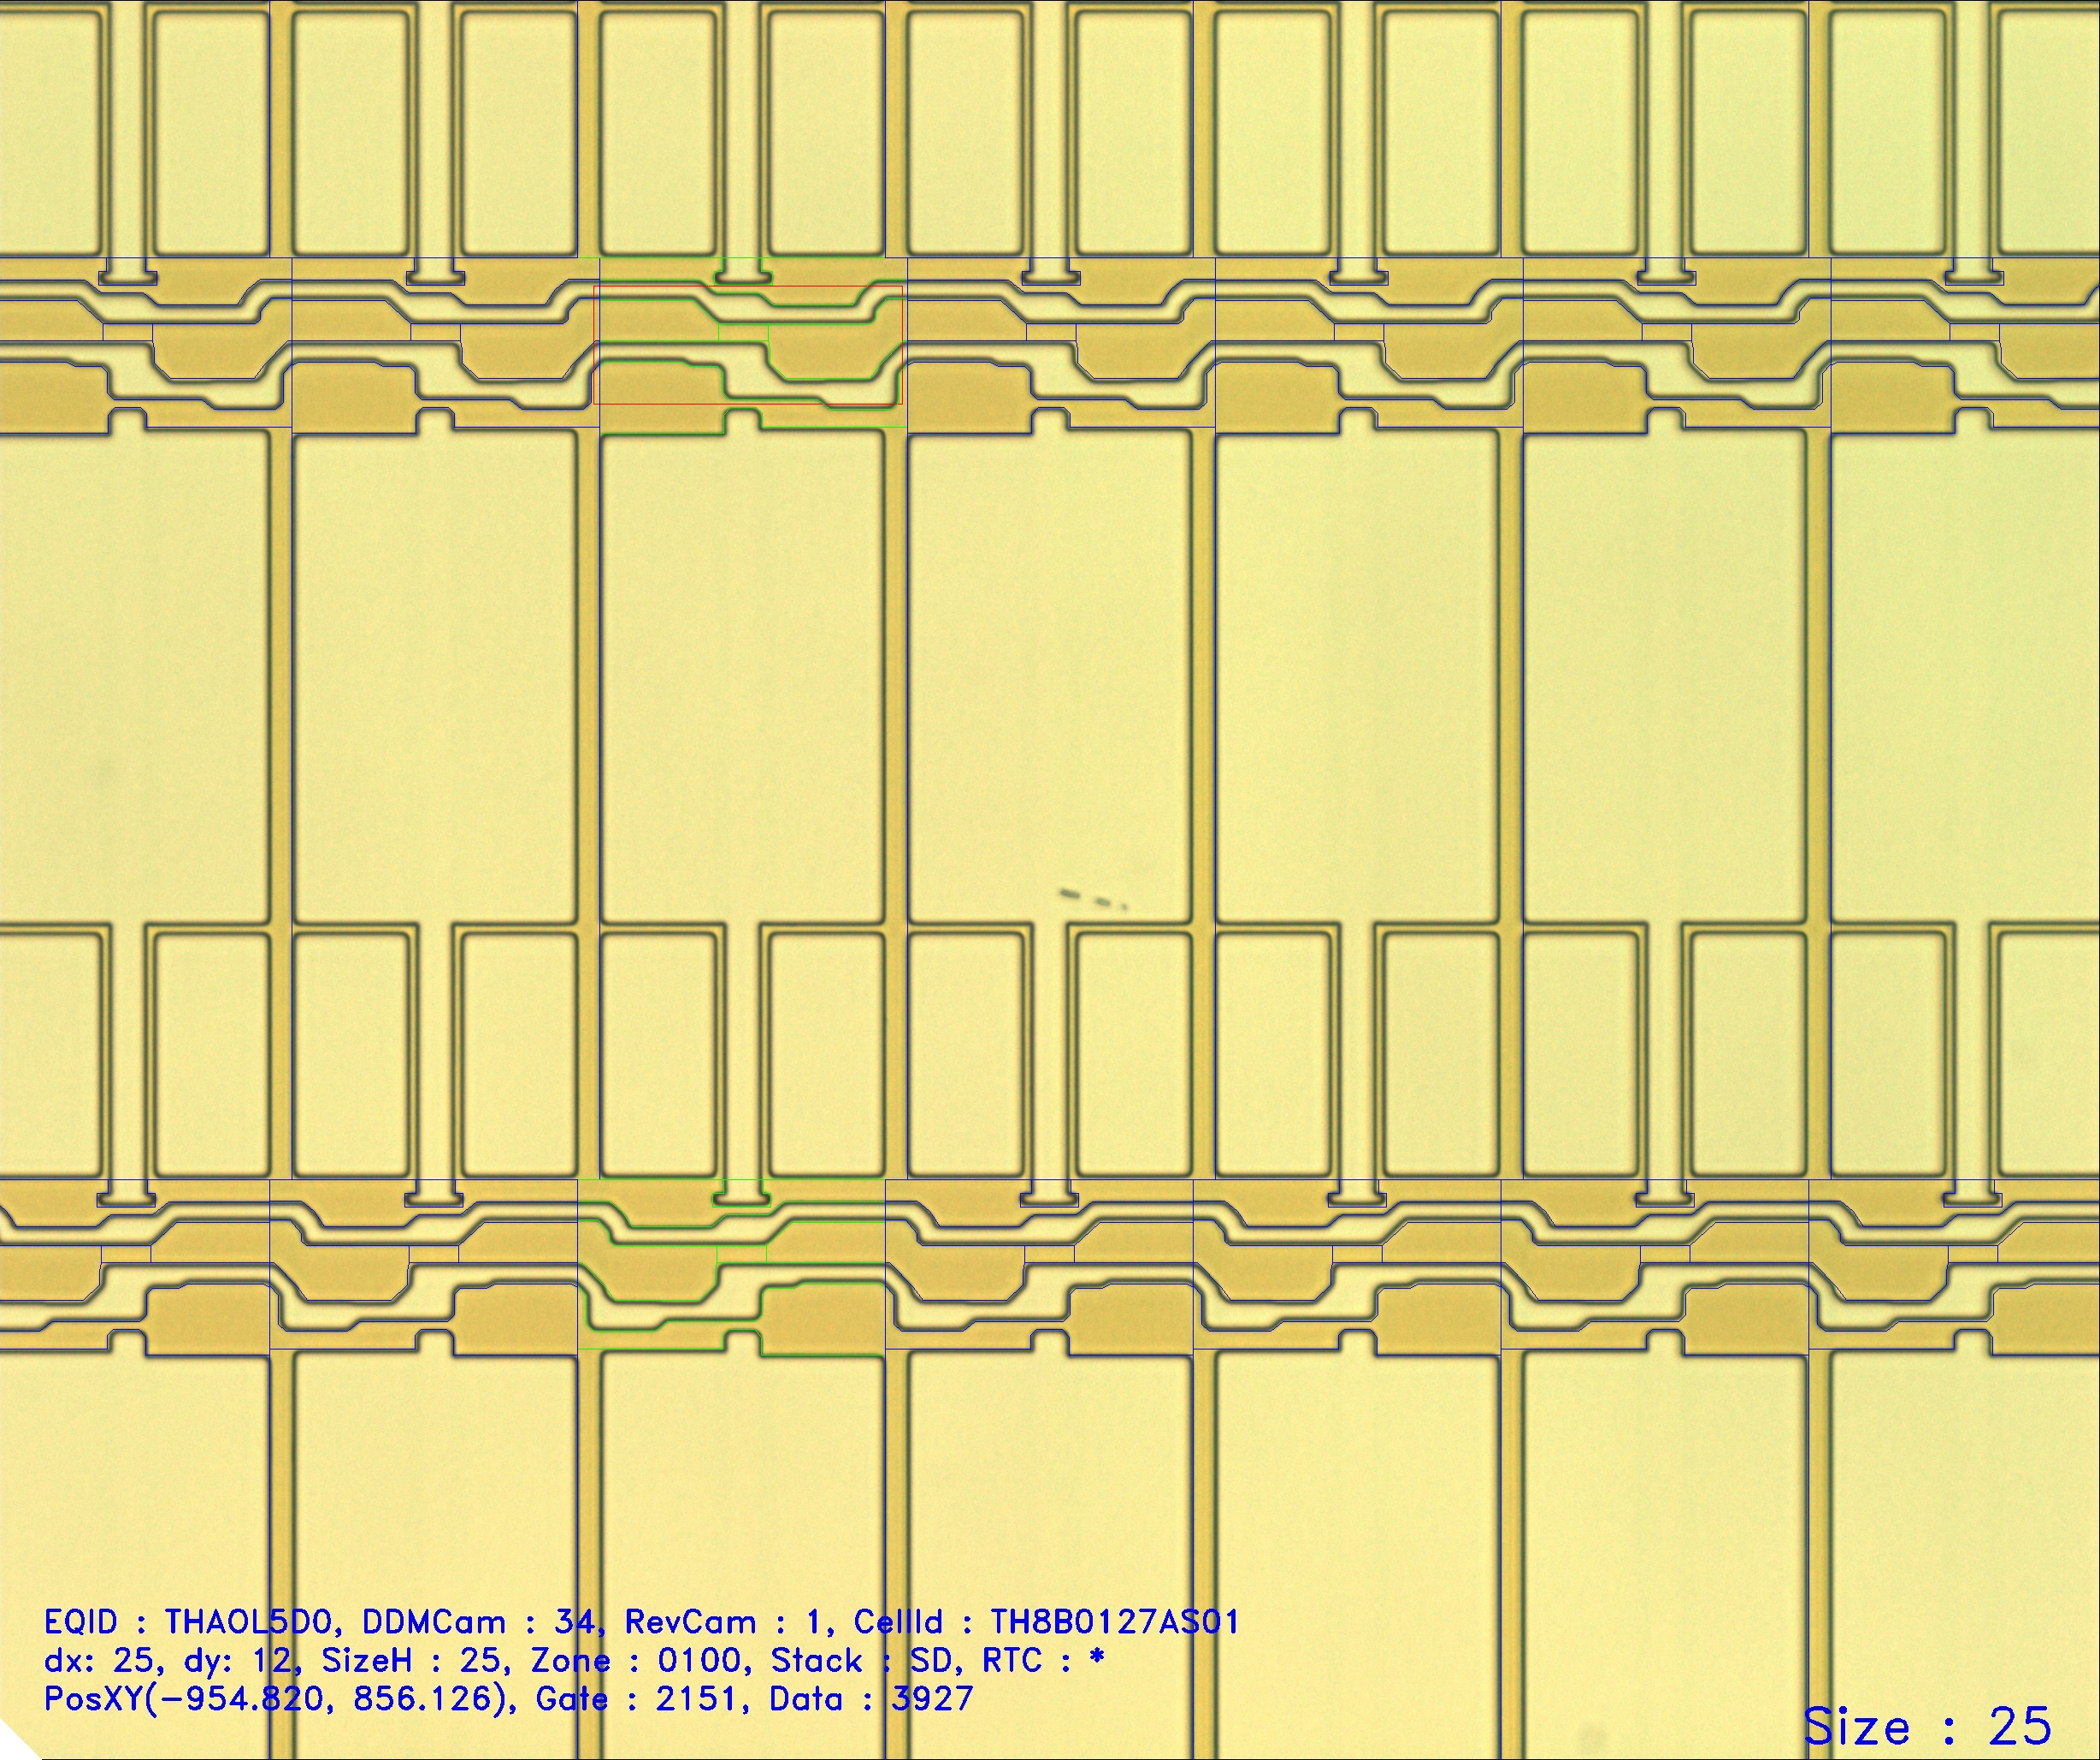 EQID : THAOL5D0, DDMCam : 34, RevCam : 1, CellId : TH8B0127AS01
dx: 25, dy: 12, SizeH : 25, Zone : 0100, Stack : SD, RTC : *
PosXY(-954.820, 856.126), Gate : 2151, Data : 3927
Size : 25